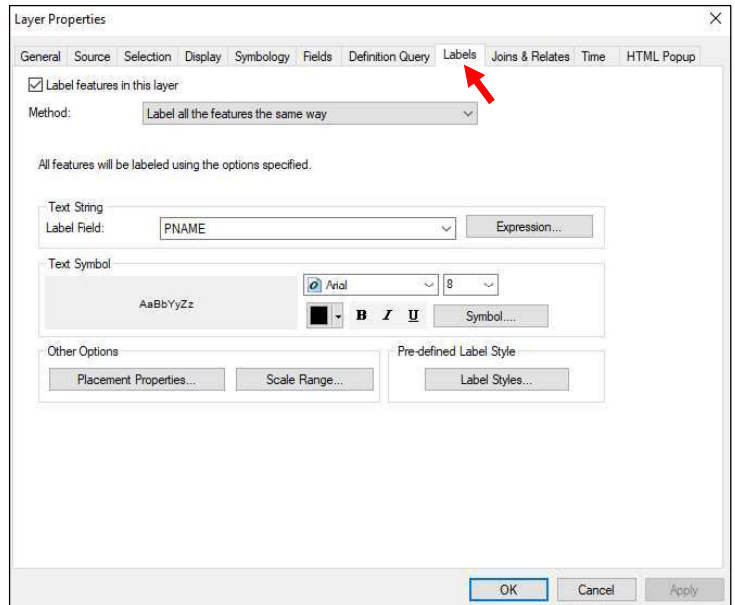 Layer Properties
General Source Selection Display Symbology Fields Definition Query Labels Joins & Relates Time HTML Popup
Label features in this layer
Method: Label all the features the same way
All features will be labeled using the options specified.
Text String
Label Field: PNAME Expression...
Text Symbol
AaBbYyZz
Arial 8
B I U Symbol....
Other Options
Placement Properties... Scale Range...
Pre-defined Label Style
Label Styles...
OK Cancel Apply